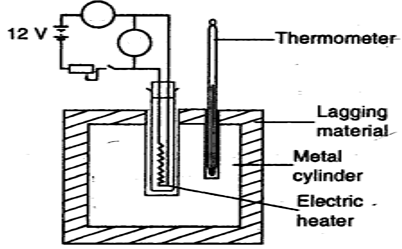 12 V
Thermometer
Lagging
material
Metal
cylinder
Electric
heater